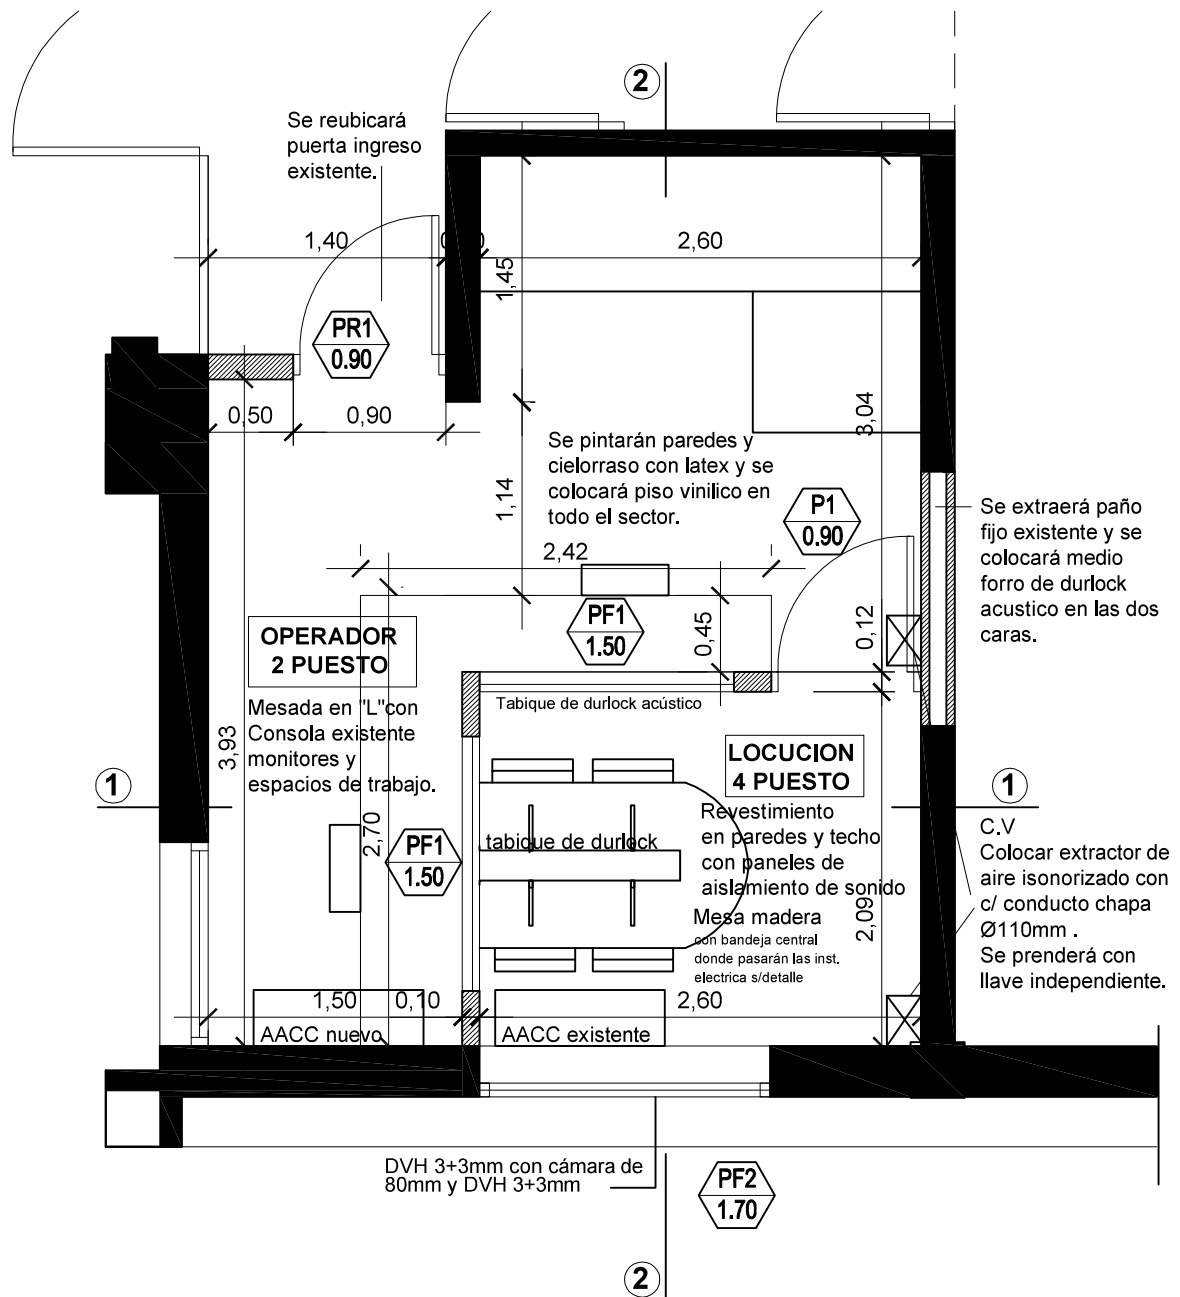 2
Se reubicará
puerta ingreso
existente.
1,40
2,60
1,45
PR1
0.90
0,50
0,90
3,04
Se pintarán paredes y
cielorraso con latex y se
colocará piso vinilico en
todo el sector.
1,14
P1
0.90
Se extraerá paño
fijo existente y se
colocará medio
forro de durlock
acustico en las dos
caras.
2,42
PF1
1.50
0,45
0,12
OPERADOR
2 PUESTO
Mesada en "L"con
Consola existente
monitores y
espacios de trabajo.
3,93
Tabique de durlock acústico
LOCUCION
4 PUESTO
1
1
Revestimiento
en paredes y techo
con paneles de
aislamiento de sonido
Mesa madera
con bandeja central
donde pasarán las inst.
electrica s/detalle
tabique de durlock
2,70
PF1
1.50
2,09
C.V
Colocar extractor de
aire isonorizado con
c/ conducto chapa
Ø110mm .
Se prenderá con
llave independiente.
1,50
0,10
2,60
AACC nuevo
AACC existente
DVH 3+3mm con cámara de
80mm y DVH 3+3mm
PF2
1.70
2